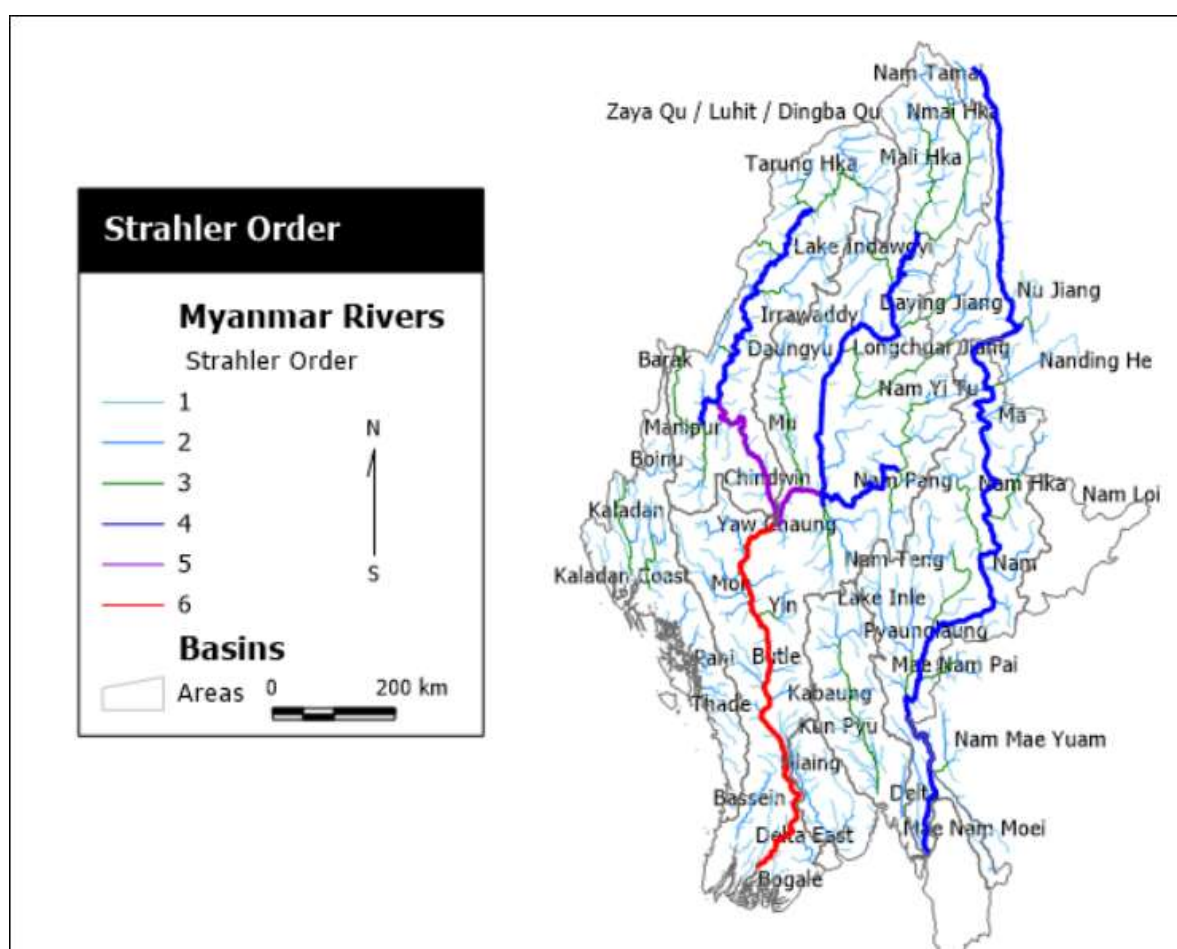 Strahler Order
Myanmar Rivers
Strahler Order
1
2
3
4
5
6
N
S
Basins
Areas
0 200 km
Nam Tamai
Zaya Qu / Luhit / Dingba Qu
Nmai Hka
Tarung Hka
Mali Hka
Lake Indawgyi
Nu Jiang
Daying Jiang
Irrawaddy
Daungyu
Longchuar Jiang
Barak
Nanding He
Nam Yi Tu
Ma
Manipur
Mu
Boinu
Chindwin
Nam Pang
Nam Hka
Nam Loi
Kaladan
Yaw Chaung
Nam Teng
Nam
Kaladan Coast
Mon
Lake Inle
Yin
Pyaunglaung
Pani
Butle
Mae Nam Pai
Kabaung
Thade
Kun Pyu
Nam Mae Yuam
Hlaing
Bassein
Delta
Delta East
Mae Nam Moei
Bogale